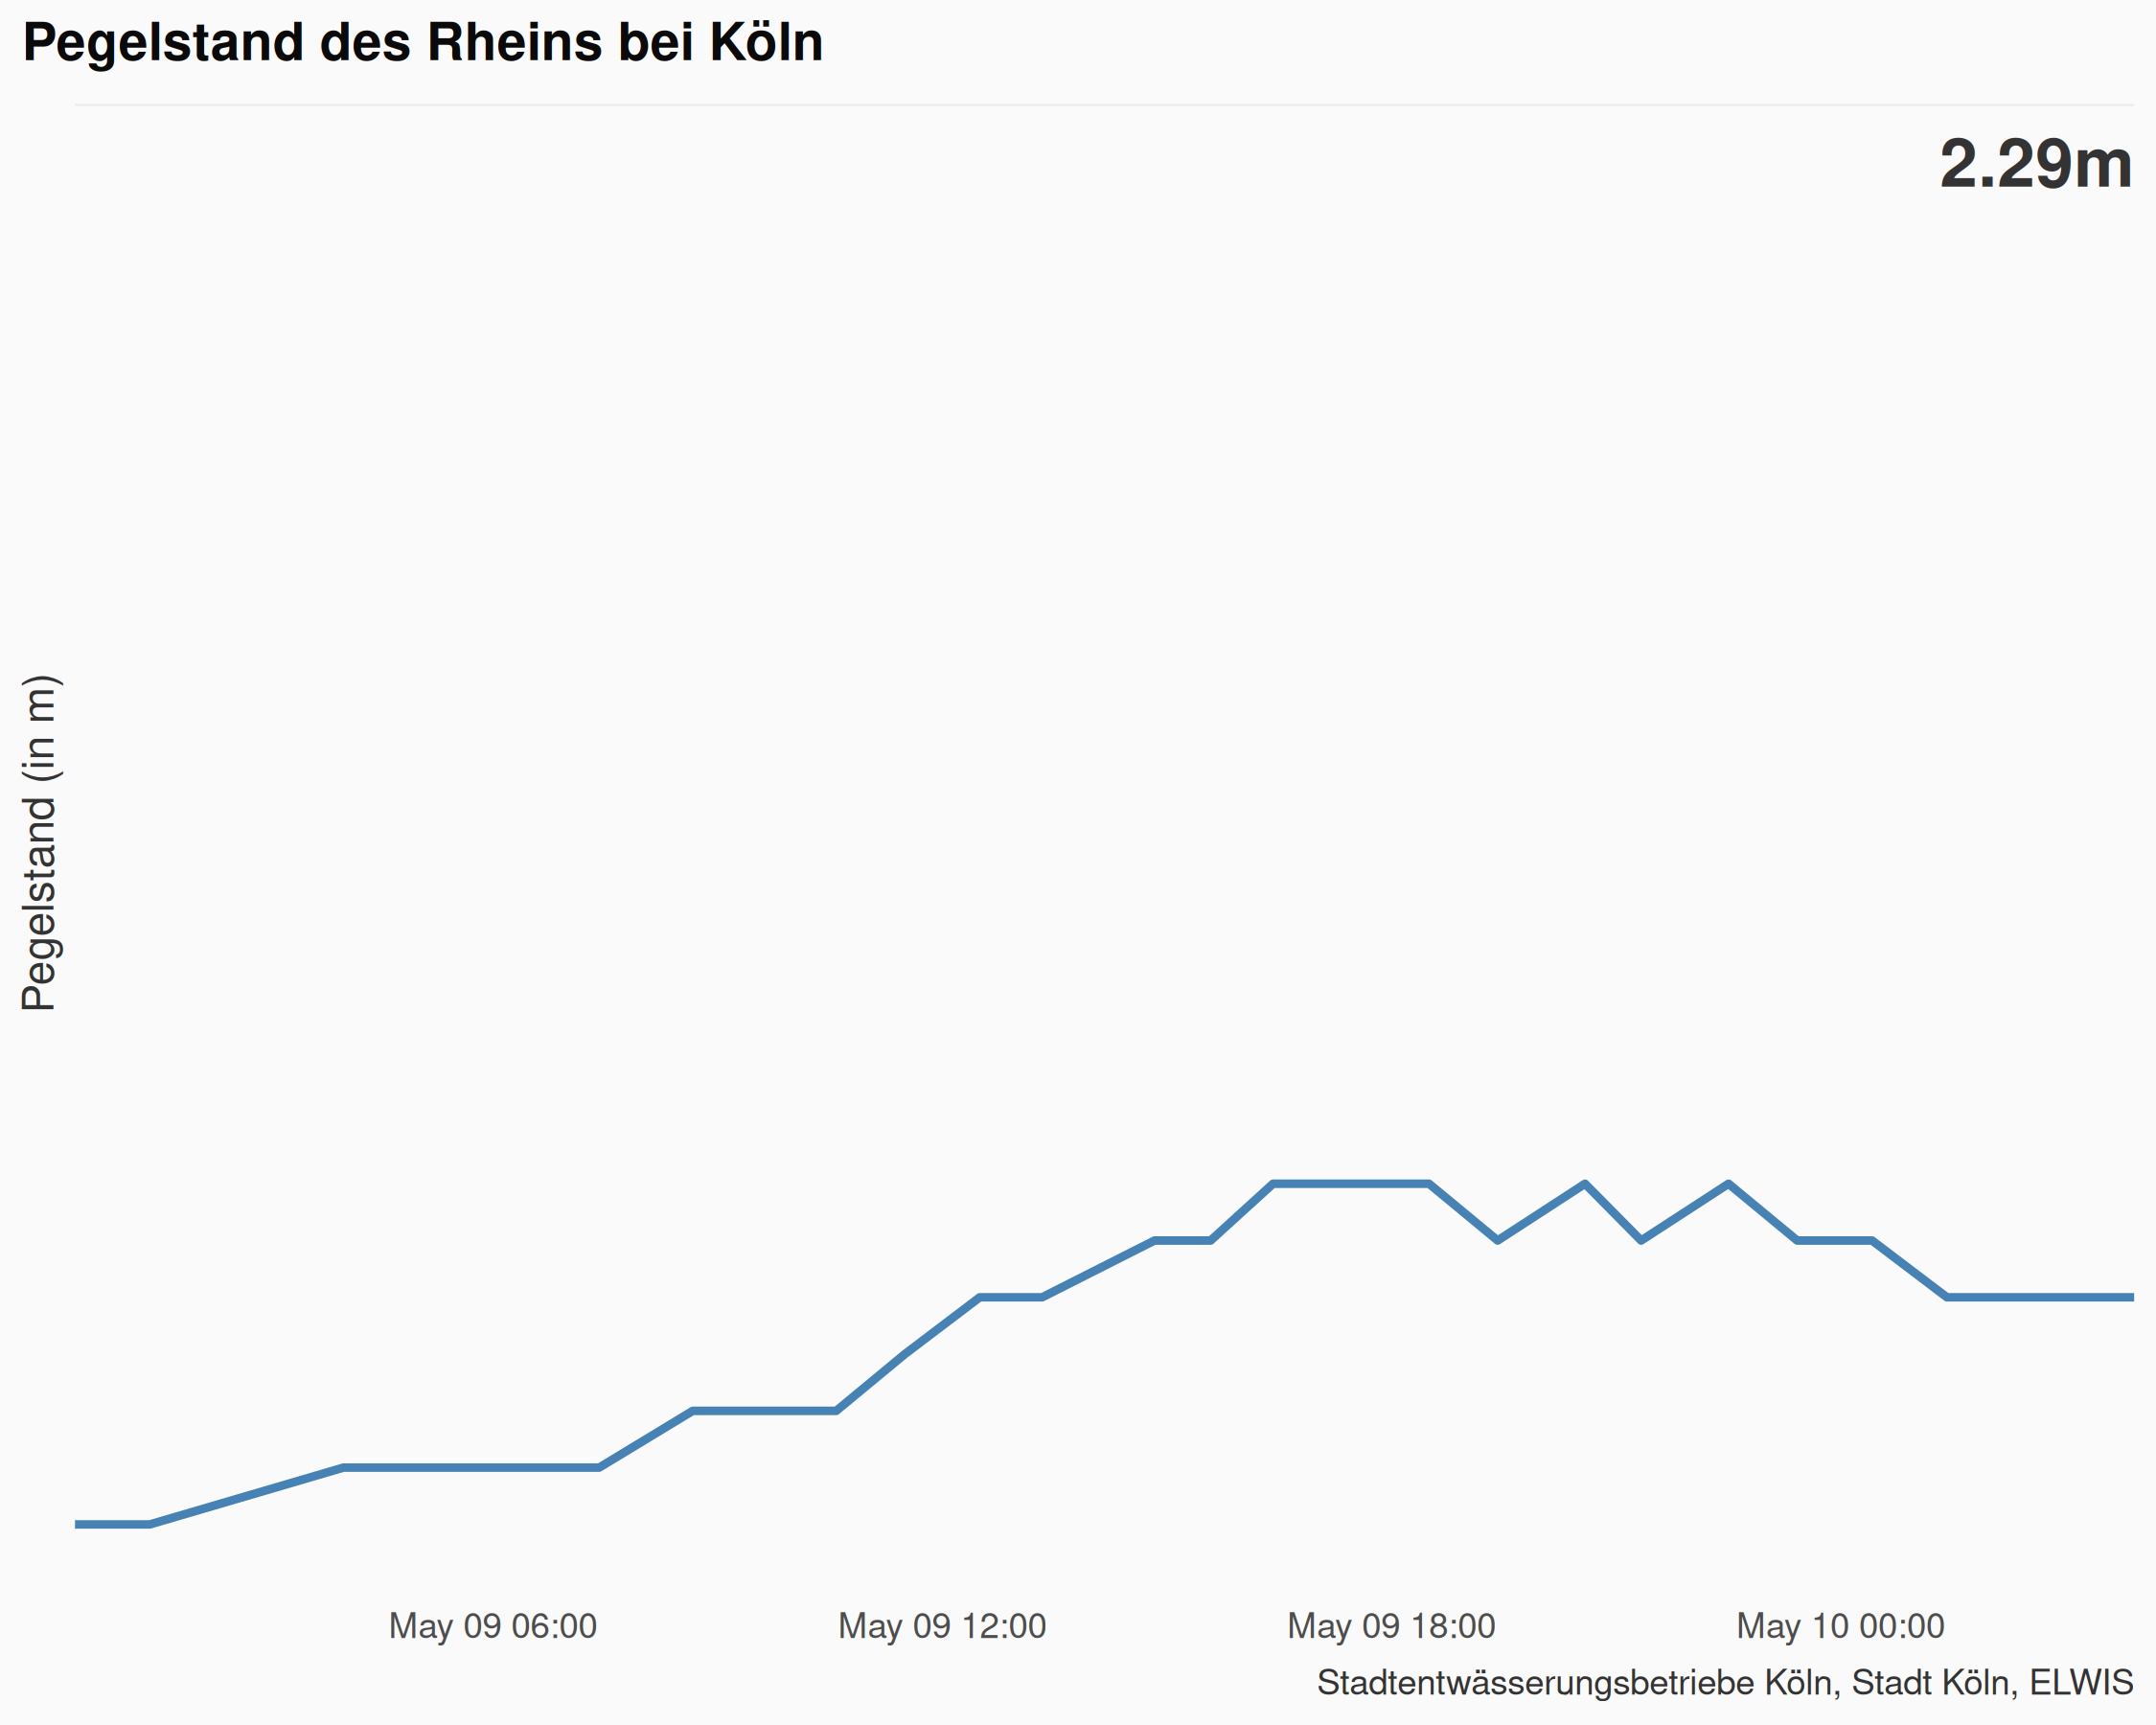 Pegelstand des Rheins bei Köln
2.29m
Pegelstand (in m)
May 09 06:00
May 09 12:00
May 09 18:00
May 10 00:00
Stadtentwässerungsbetriebe Köln, Stadt Köln, ELWIS